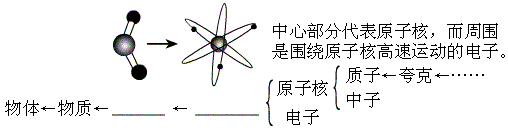 中心部分代表原子核，而周围
是围绕原子核高速运动的电子。
物体←物质←______ ← ______ { 原子核 { 质子←夸克←……
中子
电子